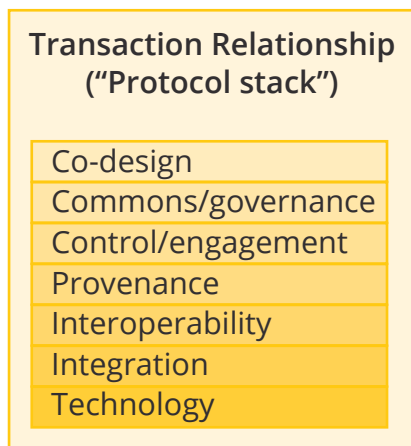 Transaction Relationship
(“Protocol stack”)
Co-design
Commons/governance
Control/engagement
Provenance
Interoperability
Integration
Technology